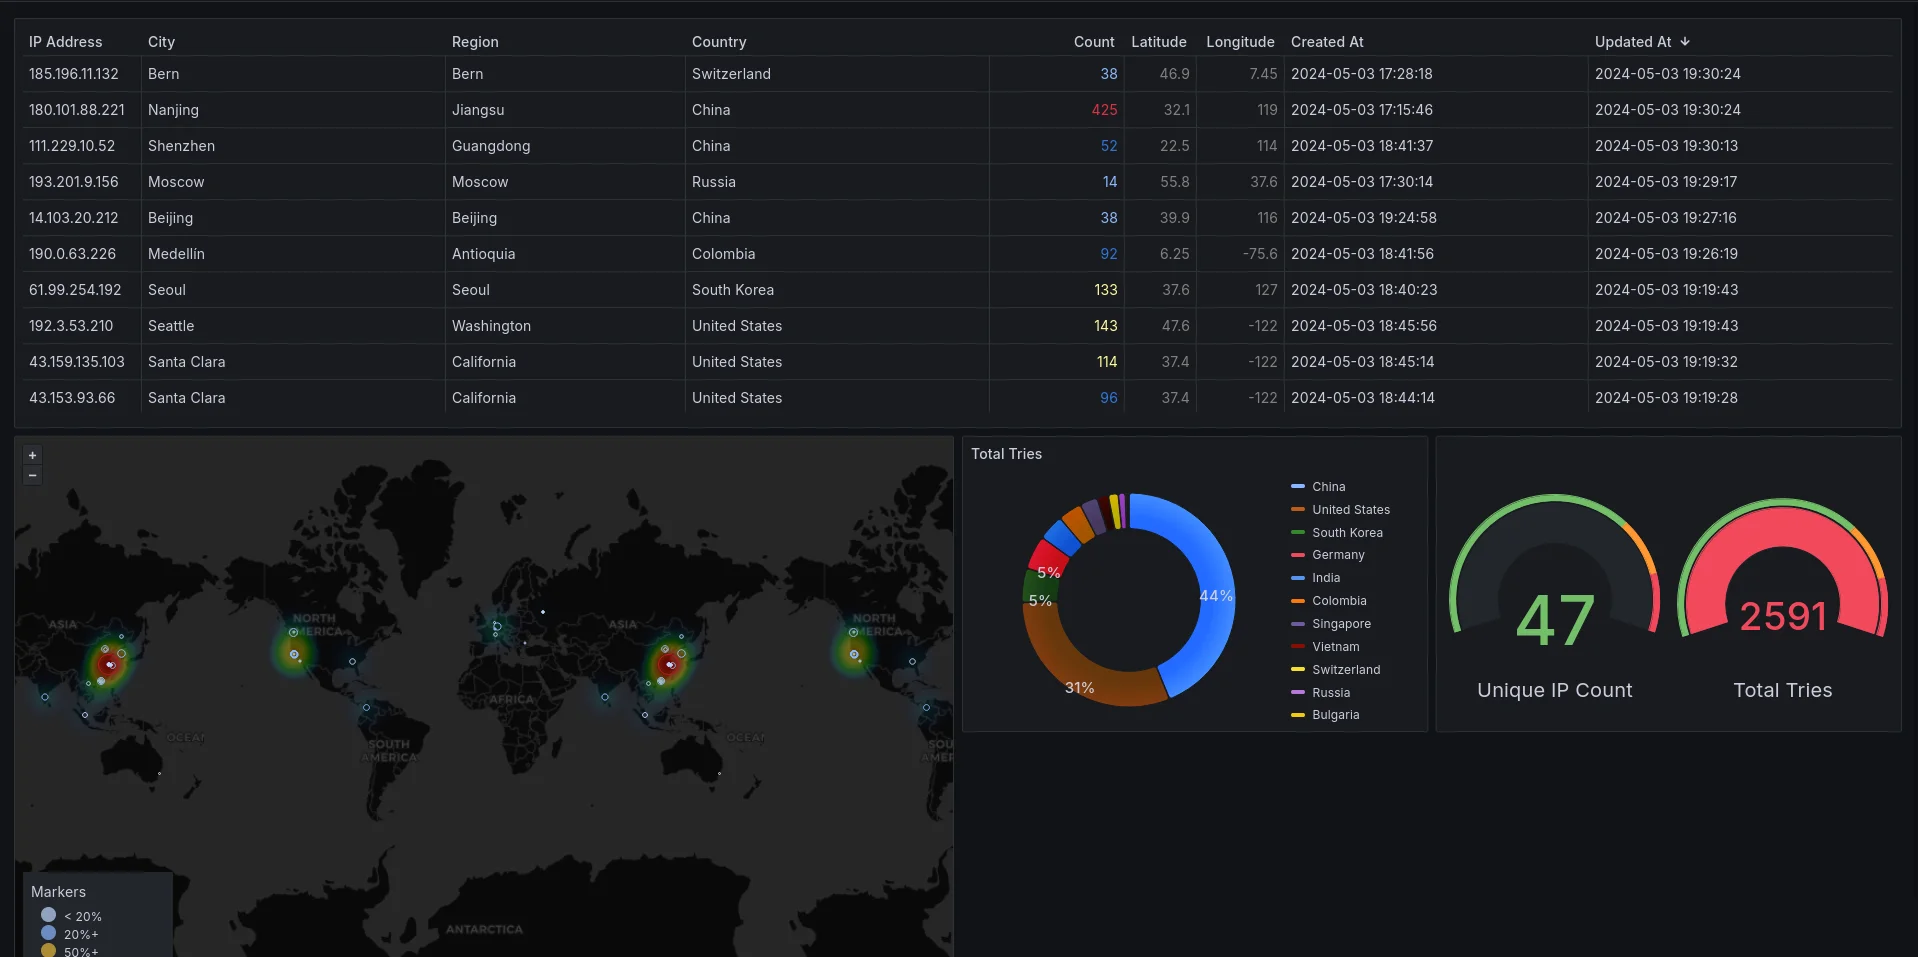 IP Address City Region Country Count Latitude Longitude Created At Updated At ↓
185.196.11.132 Bern Bern Switzerland 38 46.9 7.45 2024-05-03 17:28:18 2024-05-03 19:30:24
180.101.88.221 Nanjing Jiangsu China 425 32.1 119 2024-05-03 17:15:46 2024-05-03 19:30:24
111.229.10.52 Shenzhen Guangdong China 52 22.5 114 2024-05-03 18:41:37 2024-05-03 19:30:13
193.201.9.156 Moscow Moscow Russia 14 55.8 37.6 2024-05-03 17:30:14 2024-05-03 19:29:17
14.103.20.212 Beijing Beijing China 38 39.9 116 2024-05-03 19:24:58 2024-05-03 19:27:16
190.0.63.226 Medellín Antioquia Colombia 92 6.25 -75.6 2024-05-03 18:41:56 2024-05-03 19:26:19
61.99.254.192 Seoul Seoul South Korea 133 37.6 127 2024-05-03 18:40:23 2024-05-03 19:19:43
192.3.53.210 Seattle Washington United States 143 47.6 -122 2024-05-03 18:45:56 2024-05-03 19:19:43
43.159.135.103 Santa Clara California United States 114 37.4 -122 2024-05-03 18:45:14 2024-05-03 19:19:32
43.153.93.66 Santa Clara California United States 96 37.4 -122 2024-05-03 18:44:14 2024-05-03 19:19:28
+
−
NORTH
AMERICA
NORTH
AMERICA
ASIA
ASIA
AFRICA
OCEAN
OCEAN
SOUTH
AMERICA
SOU
AME
ANTARCTICA
Markers
< 20%
20%+
50%+
Total Tries
44%
31%
5%
5%
China
United States
South Korea
Germany
India
Colombia
Singapore
Vietnam
Switzerland
Russia
Bulgaria
47
Unique IP Count
2591
Total Tries